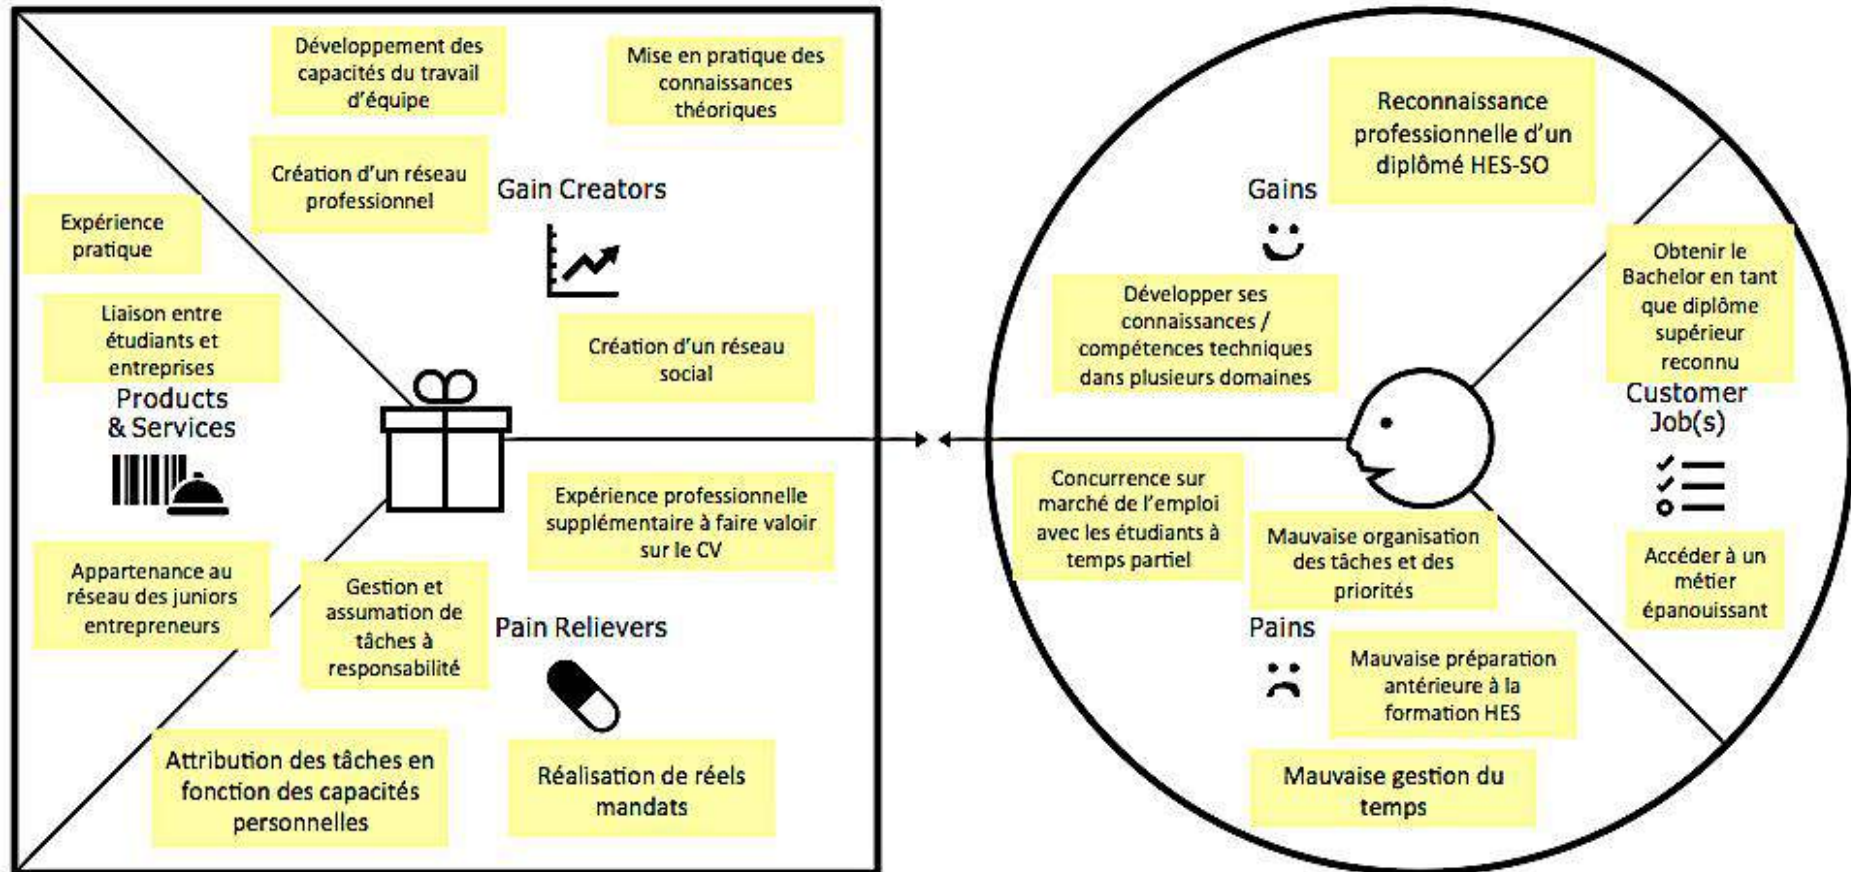 Développement des
capacités du travail
d'équipe
Mise en pratique des
connaissances
théoriques
Création d'un réseau
professionnel
Gain Creators
Expérience
pratique
Liaison entre
étudiants et
entreprises
Création d'un réseau
social
Products
& Services
Expérience professionnelle
supplémentaire à faire valoir
sur le CV
Appartenance au
réseau des juniors
entrepreneurs
Gestion et
assumation de
tâches à
responsabilité
Pain Relievers
Attribution des tâches en
fonction des capacités
personnelles
Réalisation de réels
mandats
Reconnaissance
professionnelle d'un
diplômé HES-SO
Gains
Développer ses
connaissances /
compétences techniques
dans plusieurs domaines
Obtenir le
Bachelor en tant
que diplôme
supérieur
reconnu
Customer
Job(s)
Accéder à un
métier
épanouissant
Concurrence sur
marché de l'emploi
avec les étudiants à
temps partiel
Mauvaise organisation
des tâches et des
priorités
Pains
Mauvaise préparation
antérieure à la
formation HES
Mauvaise gestion du
temps